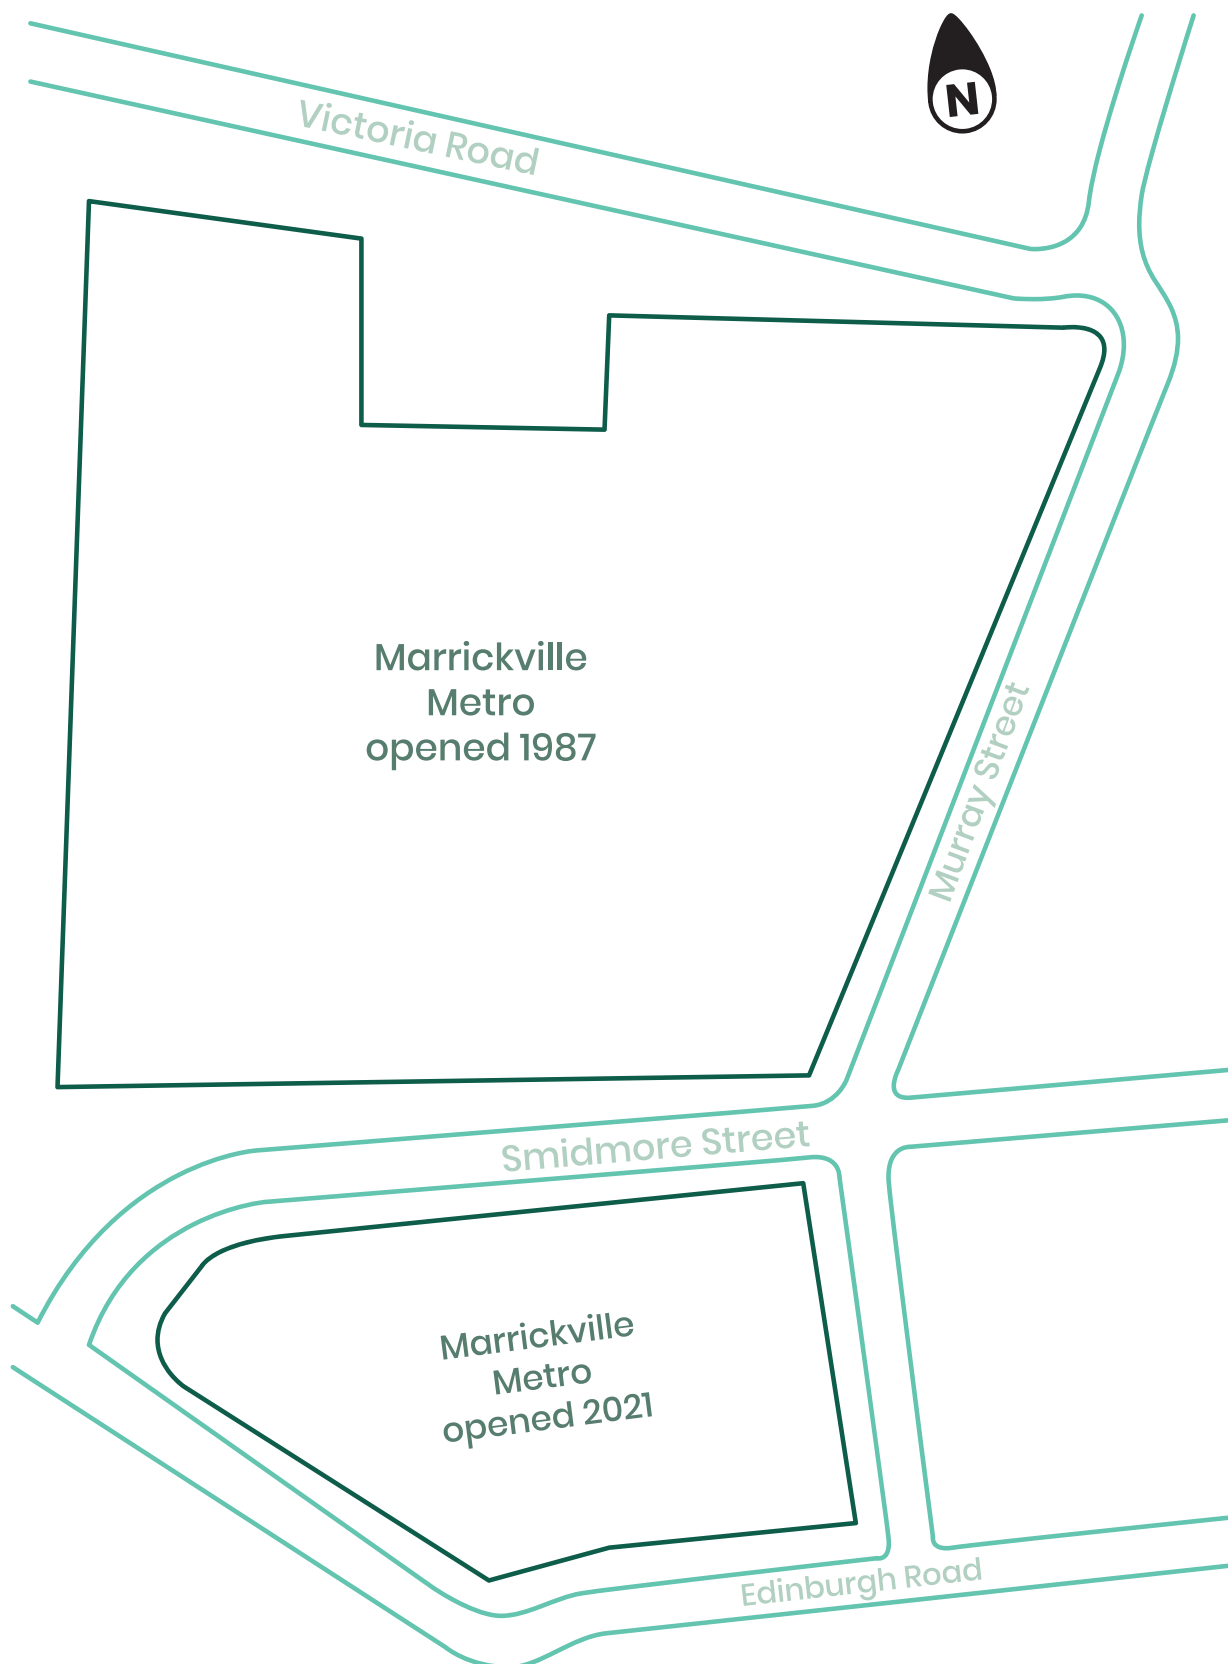 Victoria Road
N
Marrickville
Metro
opened 1987
Murray Street
Smidmore Street
Marrickville
Metro
opened 2021
Edinburgh Road